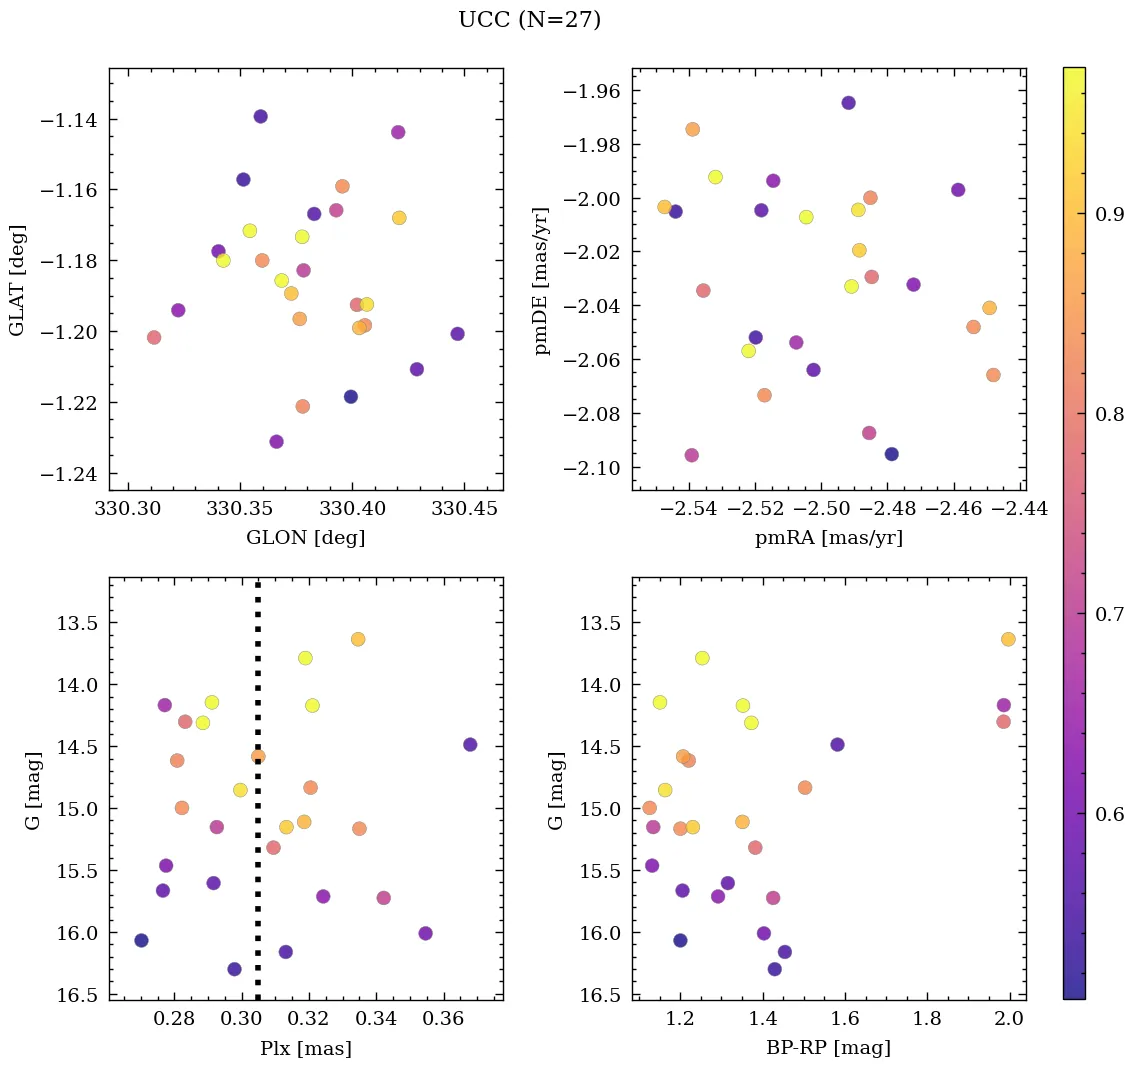 UCC (N=27)
−1.14
−1.16
−1.18
−1.20
−1.22
−1.24
GLAT [deg]
330.30 330.35 330.40 330.45
GLON [deg]
−1.96
−1.98
−2.00
−2.02
−2.04
−2.06
−2.08
−2.10
pmDE [mas/yr]
−2.54 −2.52 −2.50 −2.48 −2.46 −2.44
pmRA [mas/yr]
13.5
14.0
14.5
15.0
15.5
16.0
16.5
G [mag]
0.28 0.30 0.32 0.34 0.36
Plx [mas]
13.5
14.0
14.5
15.0
15.5
16.0
16.5
G [mag]
1.2 1.4 1.6 1.8 2.0
BP-RP [mag]
0.9
0.8
0.7
0.6